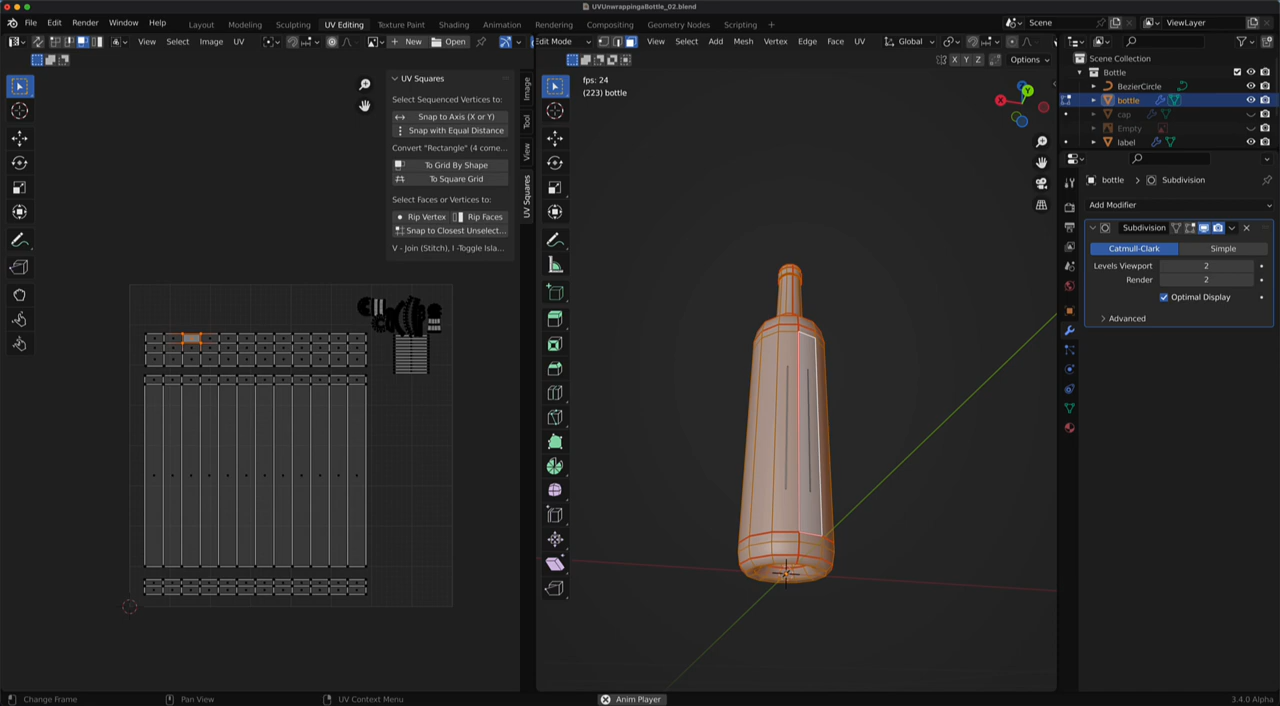 UVUnwrappingaBottle_02.blend
File Edit Render Window Help Layout Modeling Sculpting UV Editing Texture Paint Shading Animation Rendering Compositing Geometry Nodes Scripting + Scene ViewLayer
View Select Image UV + New Open Edit Mode View Select Add Mesh Vertex Edge Face UV Global
X Y Z Options
Scene Collection
Bottle
BezierCircle
bottle
cap
Empty
label
UV Squares
Select Sequenced Vertices to:
Snap to Axis (X or Y)
Snap with Equal Distance
Convert "Rectangle" (4 corne...
To Grid By Shape
To Square Grid
Select Faces or Vertices to:
Rip Vertex Rip Faces
Snap to Closest Unselect...
V - Join (Stitch), I -Toggle Isla...
Image
Tool
View
UV Squares
fps: 24
(223) bottle
X
Y
bottle > Subdivision
Add Modifier
Subdivision
Catmull-Clark Simple
Levels Viewport 2
Render 2
Optimal Display
Advanced
Change Frame Pan View UV Context Menu Anim Player 3.4.0 Alpha